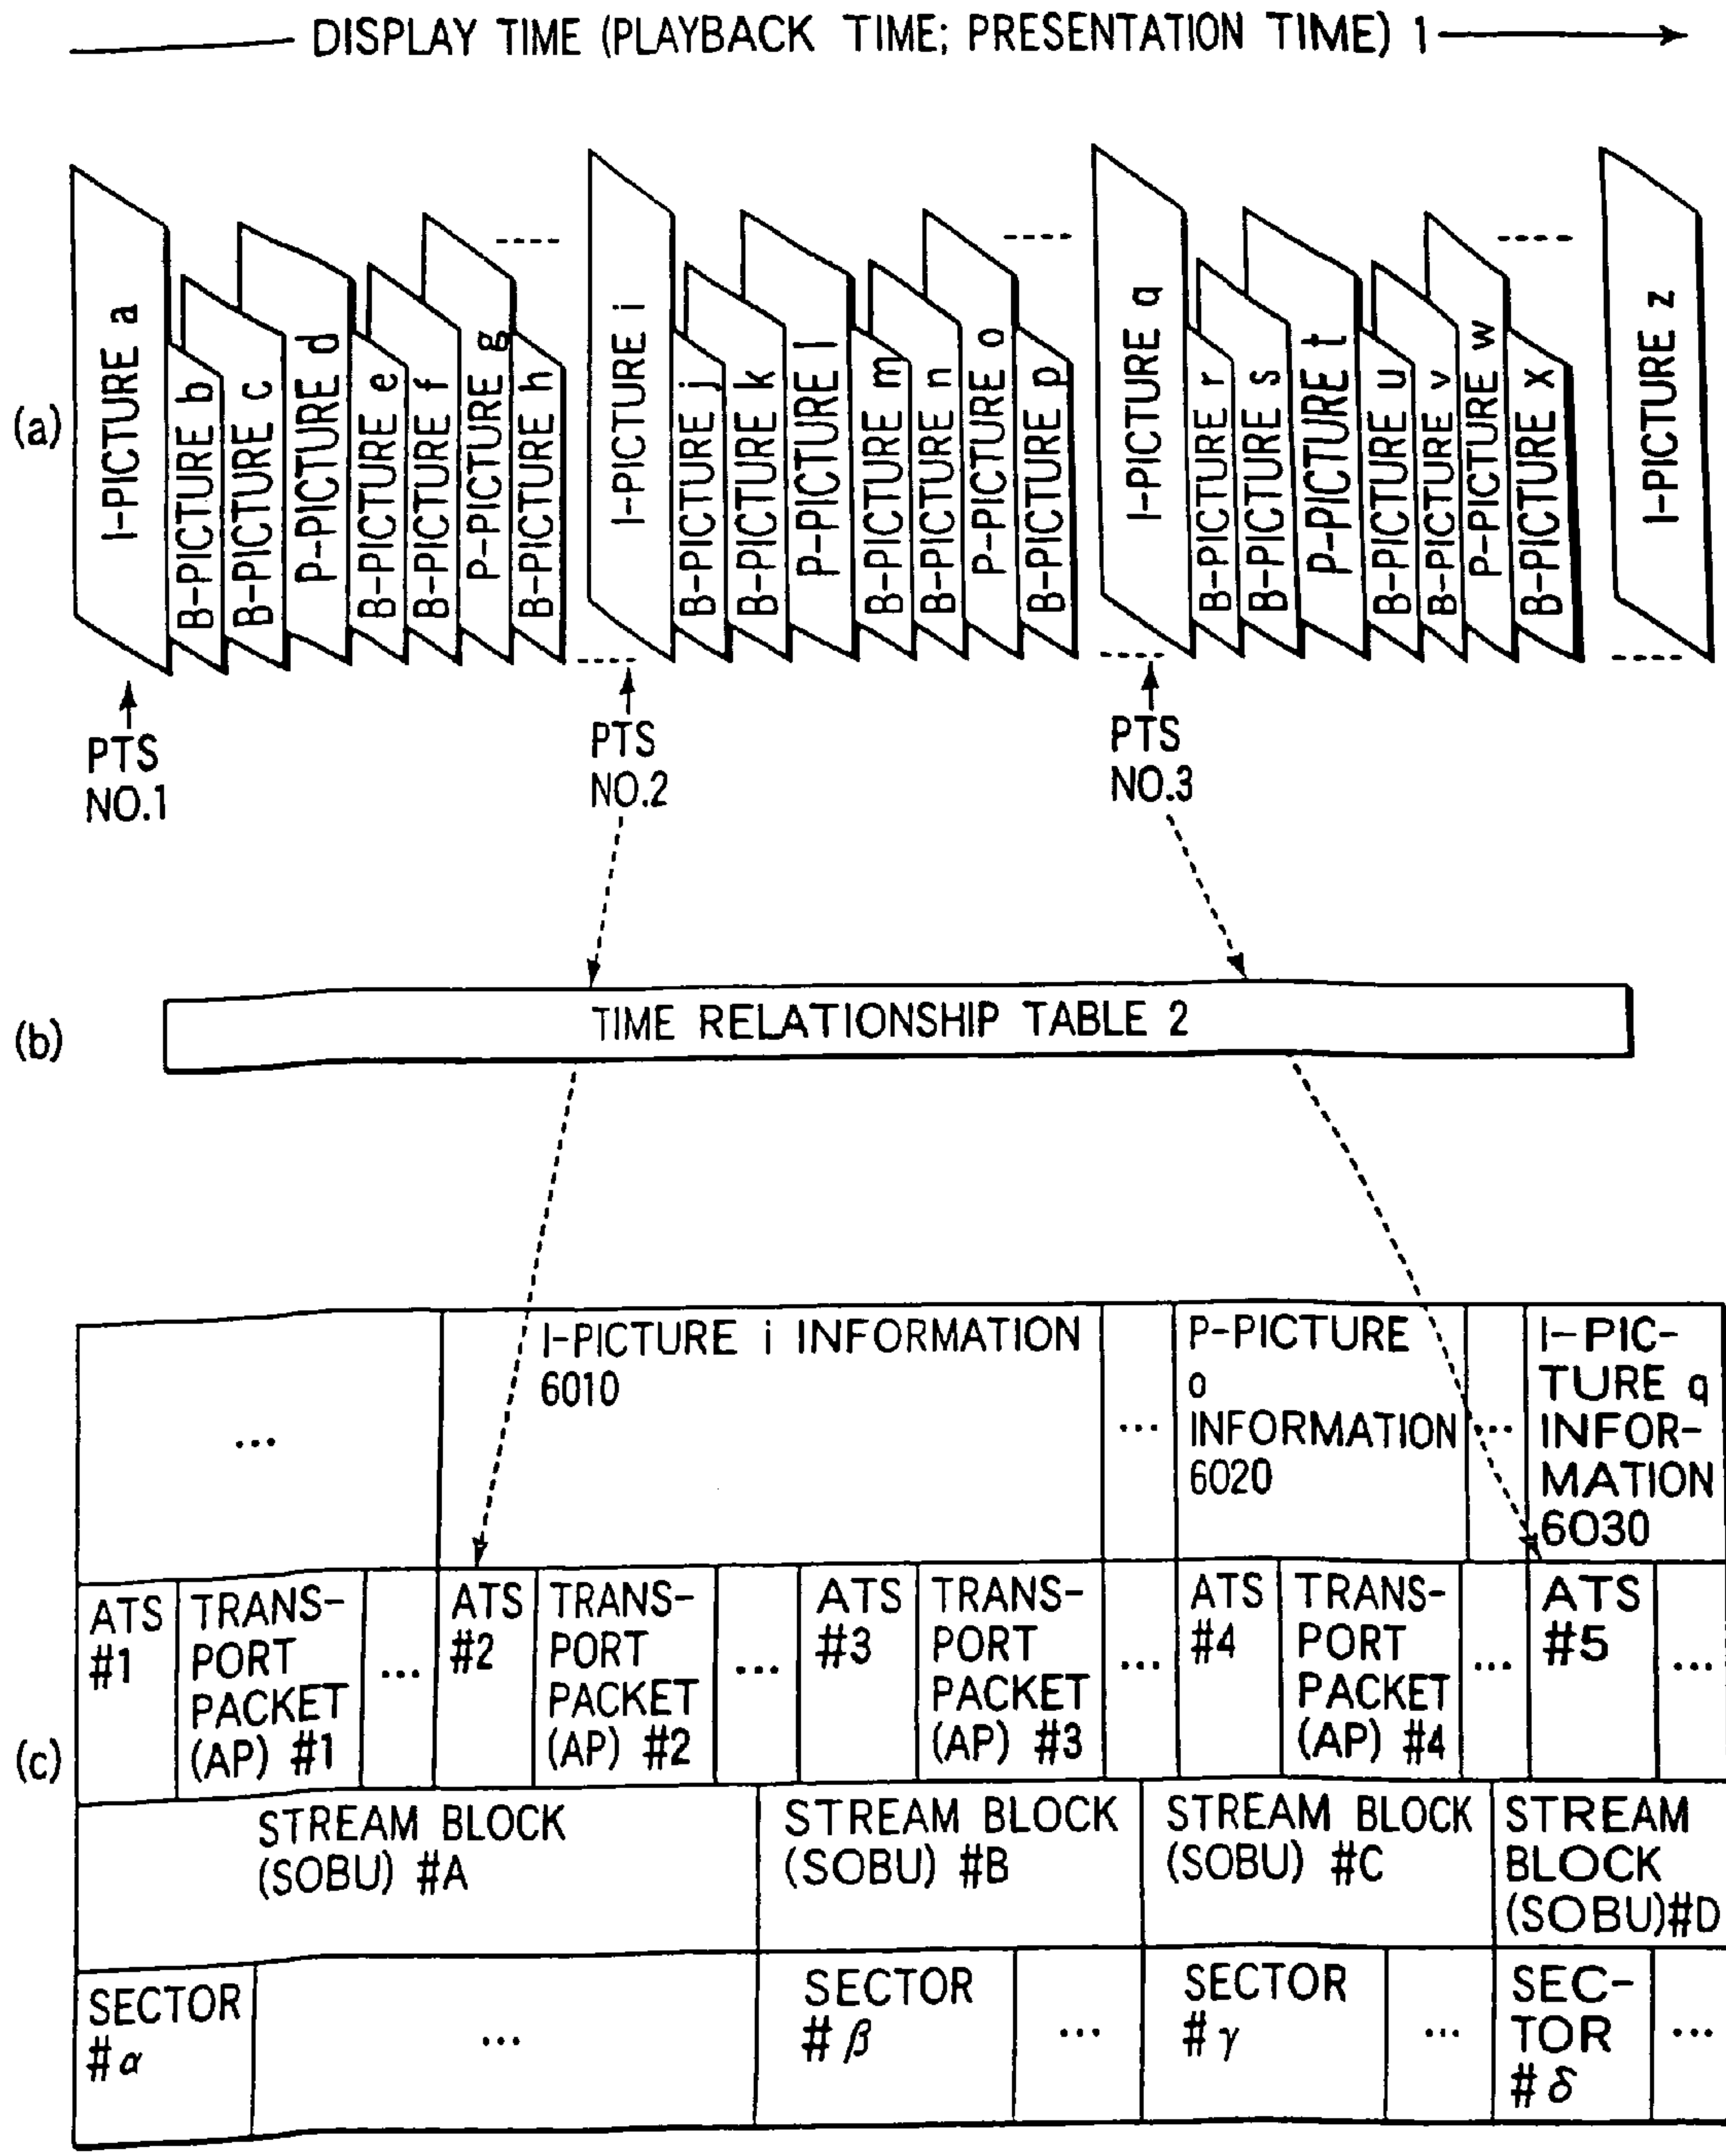 DISPLAY TIME (PLAYBACK TIME; PRESENTATION TIME) 1
(a)
I-PICTURE a
B-PICTURE b
B-PICTURE c
P-PICTURE d
B-PICTURE e
B-PICTURE f
P-PICTURE g
B-PICTURE h
I-PICTURE i
B-PICTURE j
B-PICTURE k
P-PICTURE l
B-PICTURE m
B-PICTURE n
P-PICTURE o
B-PICTURE p
I-PICTURE q
B-PICTURE r
B-PICTURE s
P-PICTURE t
B-PICTURE u
B-PICTURE v
P-PICTURE w
B-PICTURE x
I-PICTURE z
PTS
NO.1
PTS
NO.2
PTS
NO.3
(b)
TIME RELATIONSHIP TABLE 2
(c)
...
I-PICTURE i INFORMATION
6010
...
P-PICTURE
o
INFORMATION
6020
...
I-PIC-
TURE q
INFOR-
MATION
6030
ATS
#1
TRANS-
PORT
PACKET
(AP) #1
...
ATS
#2
TRANS-
PORT
PACKET
(AP) #2
...
ATS
#3
TRANS-
PORT
PACKET
(AP) #3
...
ATS
#4
TRANS-
PORT
PACKET
(AP) #4
...
ATS
#5
...
STREAM BLOCK
(SOBU) #A
STREAM BLOCK
(SOBU) #B
STREAM BLOCK
(SOBU) #C
STREAM
BLOCK
(SOBU)#D
SECTOR
#α
...
SECTOR
#β
...
SECTOR
#γ
...
SEC-
TOR
#δ
...